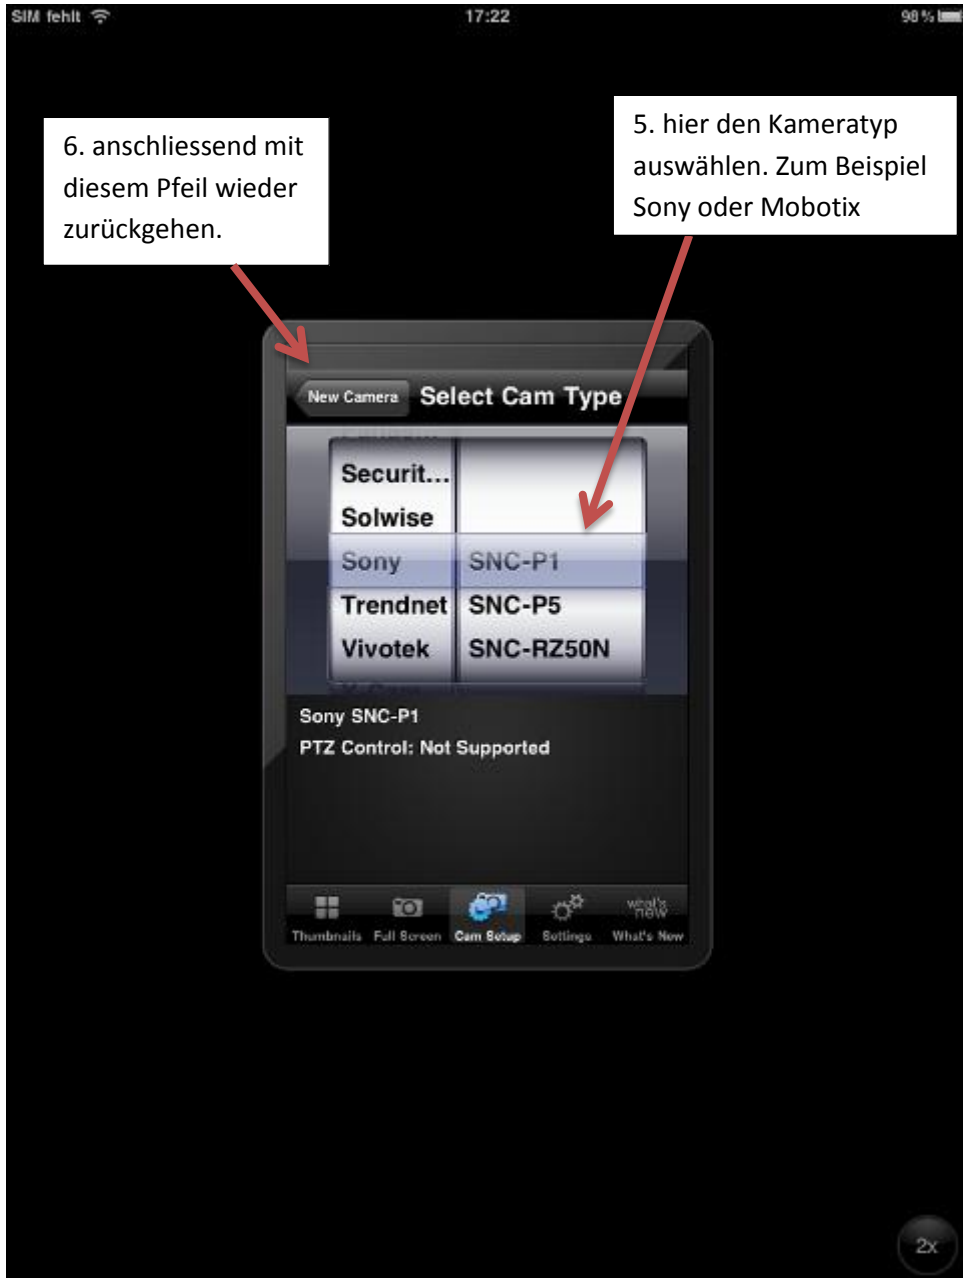 SIM fehlt
17:22
98 %
6. anschliessend mit
diesem Pfeil wieder
zurückgehen.
5. hier den Kameratyp
auswählen. Zum Beispiel
Sony oder Mobotix
New Camera
Select Cam Type
Securit...
Solwise
Sony SNC-P1
Trendnet SNC-P5
Vivotek SNC-RZ50N
Sony SNC-P1
PTZ Control: Not Supported
what's
new
Thumbnails Full Screen Cam Setup Settings What's New
2x